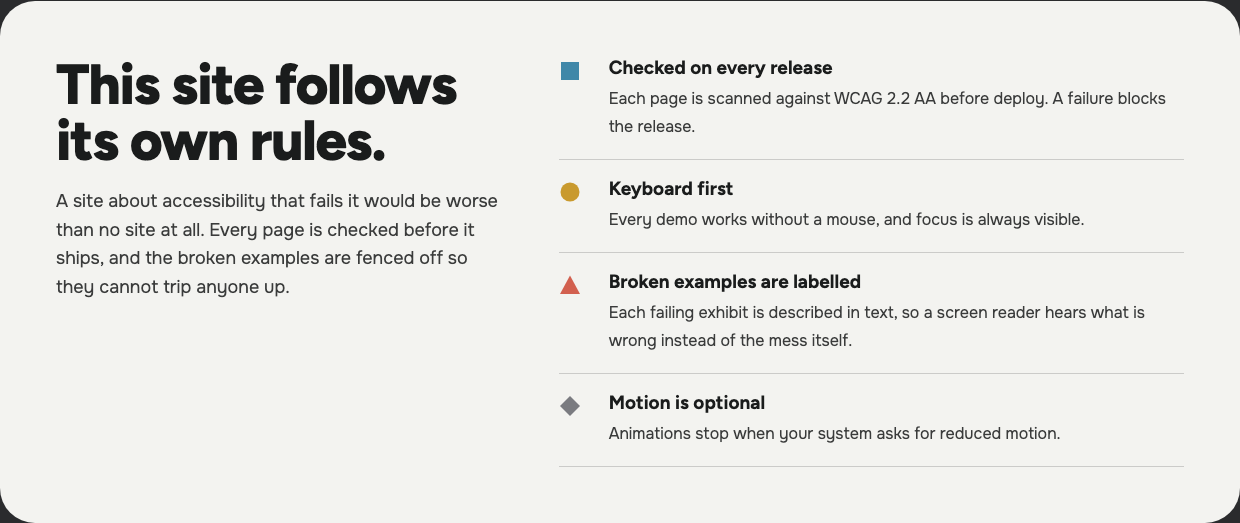 This site follows
its own rules.
A site about accessibility that fails it would be worse
than no site at all. Every page is checked before it
ships, and the broken examples are fenced off so
they cannot trip anyone up.
Checked on every release
Each page is scanned against WCAG 2.2 AA before deploy. A failure blocks
the release.
Keyboard first
Every demo works without a mouse, and focus is always visible.
Broken examples are labelled
Each failing exhibit is described in text, so a screen reader hears what is
wrong instead of the mess itself.
Motion is optional
Animations stop when your system asks for reduced motion.